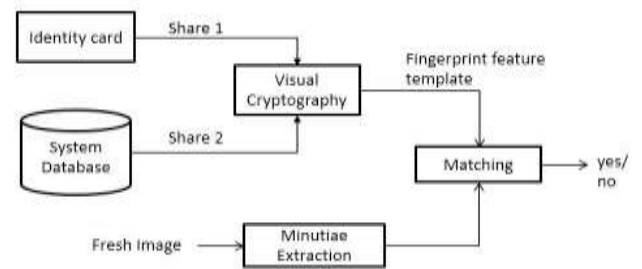 Identity card
Share 1
Visual
Cryptography
Fingerprint feature
template
System
Database
Share 2
Matching
yes/
no
Fresh Image
Minutiae
Extraction